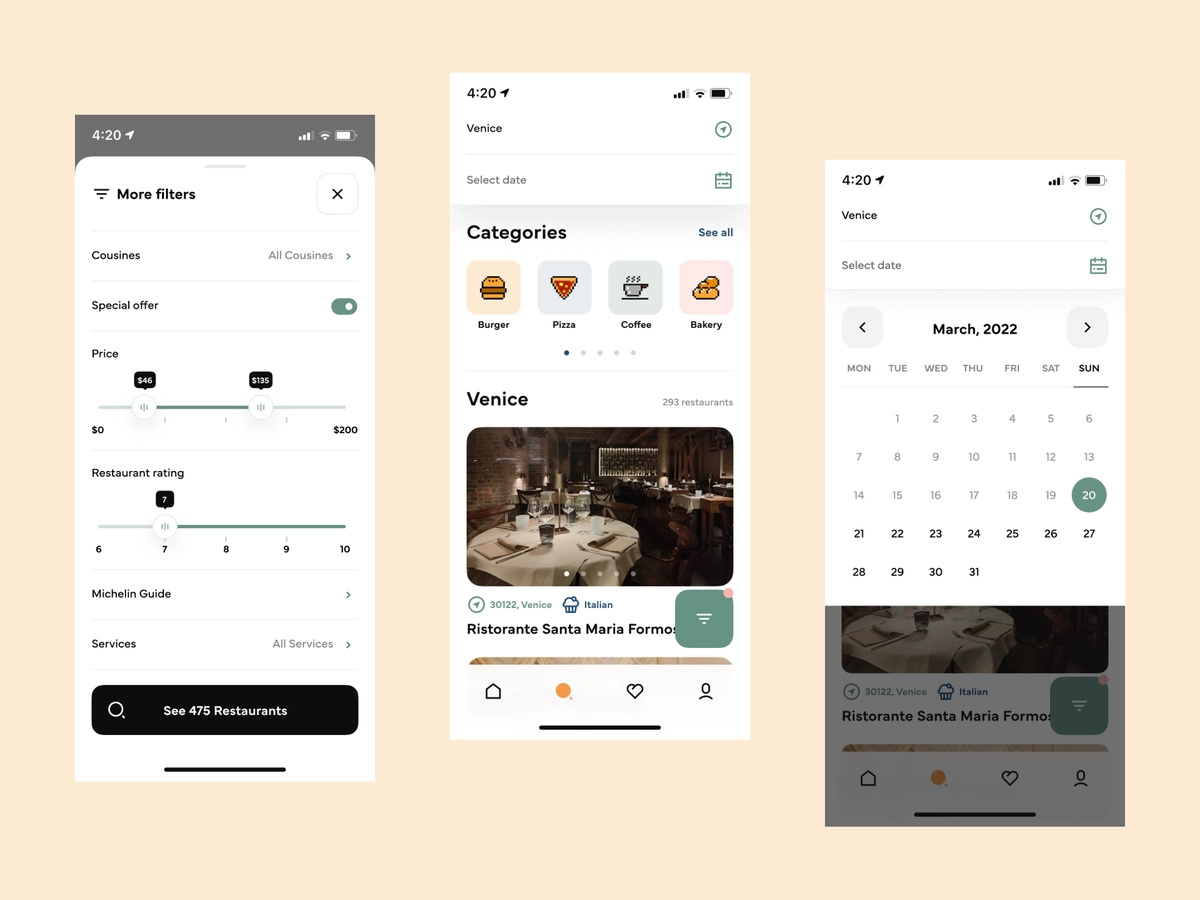 4:20
More filters
Cousines All Cousines
Special offer
Price
$46 $135
$0 $200
Restaurant rating
7
6 7 8 9 10
Michelin Guide
Services All Services
See 475 Restaurants
4:20
Venice
Select date
Categories See all
Burger Pizza Coffee Bakery
Venice 293 restaurants
30122, Venice Italian
Ristorante Santa Maria Formos
4:20
Venice
Select date
March, 2022
MON TUE WED THU FRI SAT SUN
1 2 3 4 5 6
7 8 9 10 11 12 13
14 15 16 17 18 19 20
21 22 23 24 25 26 27
28 29 30 31
30122, Venice Italian
Ristorante Santa Maria Formos